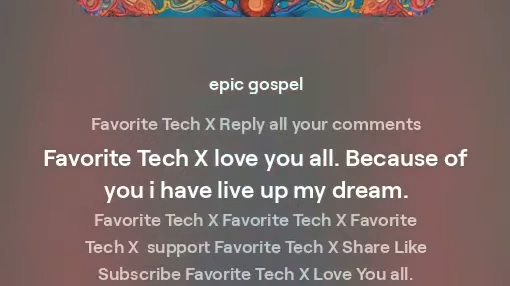 epic gospel
Favorite Tech X Reply all your comments
Favorite Tech X love you all. Because of
you i have live up my dream.
Favorite Tech X Favorite Tech X Favorite
Tech X  support Favorite Tech X Share Like
Subscribe Favorite Tech X Love You all.